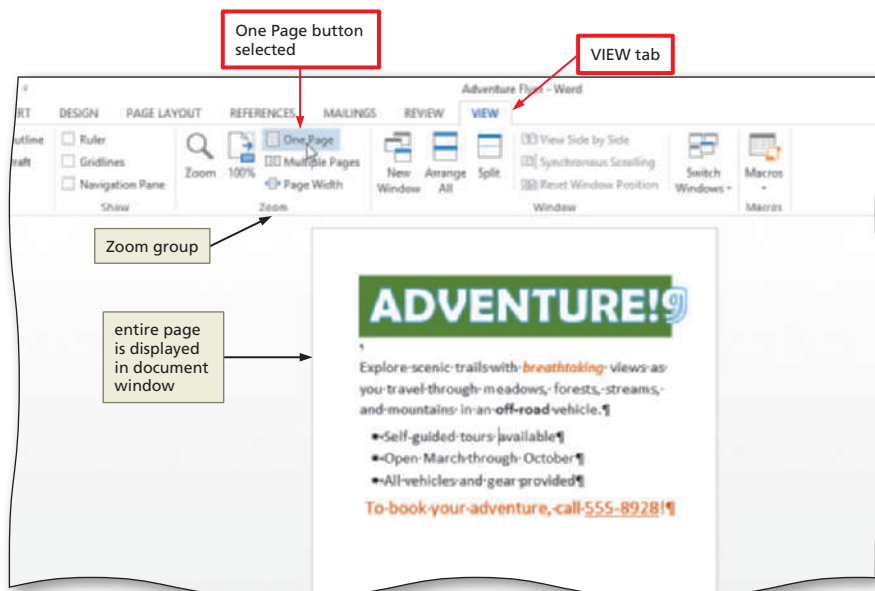 One Page button
selected
VIEW tab
Adventure Flyer - Word
RT DESIGN PAGE LAYOUT REFERENCES MAILINGS REVIEW VIEW
utline
raft
Ruler
Gridlines
Navigation Pane
Show
Zoom
100%
One Page
Multiple Pages
Page Width
Zoom
New
Window
Arrange
All
Split
View Side by Side
Synchronous Scrolling
Reset Window Position
Window
Switch
Windows
Macros
Macros
Zoom group
entire page
is displayed
in document
window
ADVENTURE!¶
¶
Explore·scenic·trails·with·breathtaking·views·as·
you·travel·through·meadows,·forests,·streams,·
and·mountains·in·an·off-road·vehicle.¶
•Self-guided·tours·available¶
•Open·March·through·October¶
•All·vehicles·and·gear·provided¶
To·book·your·adventure,·call·555-8928!¶